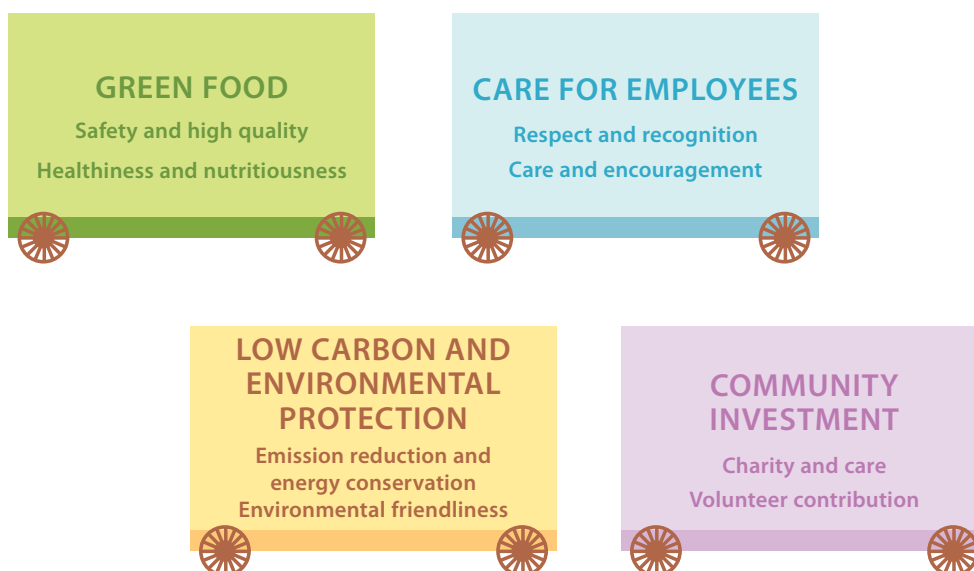 GREEN FOOD
Safety and high quality
Healthiness and nutritiousness
CARE FOR EMPLOYEES
Respect and recognition
Care and encouragement
LOW CARBON AND
ENVIRONMENTAL
PROTECTION
Emission reduction and
energy conservation
Environmental friendliness
COMMUNITY
INVESTMENT
Charity and care
Volunteer contribution